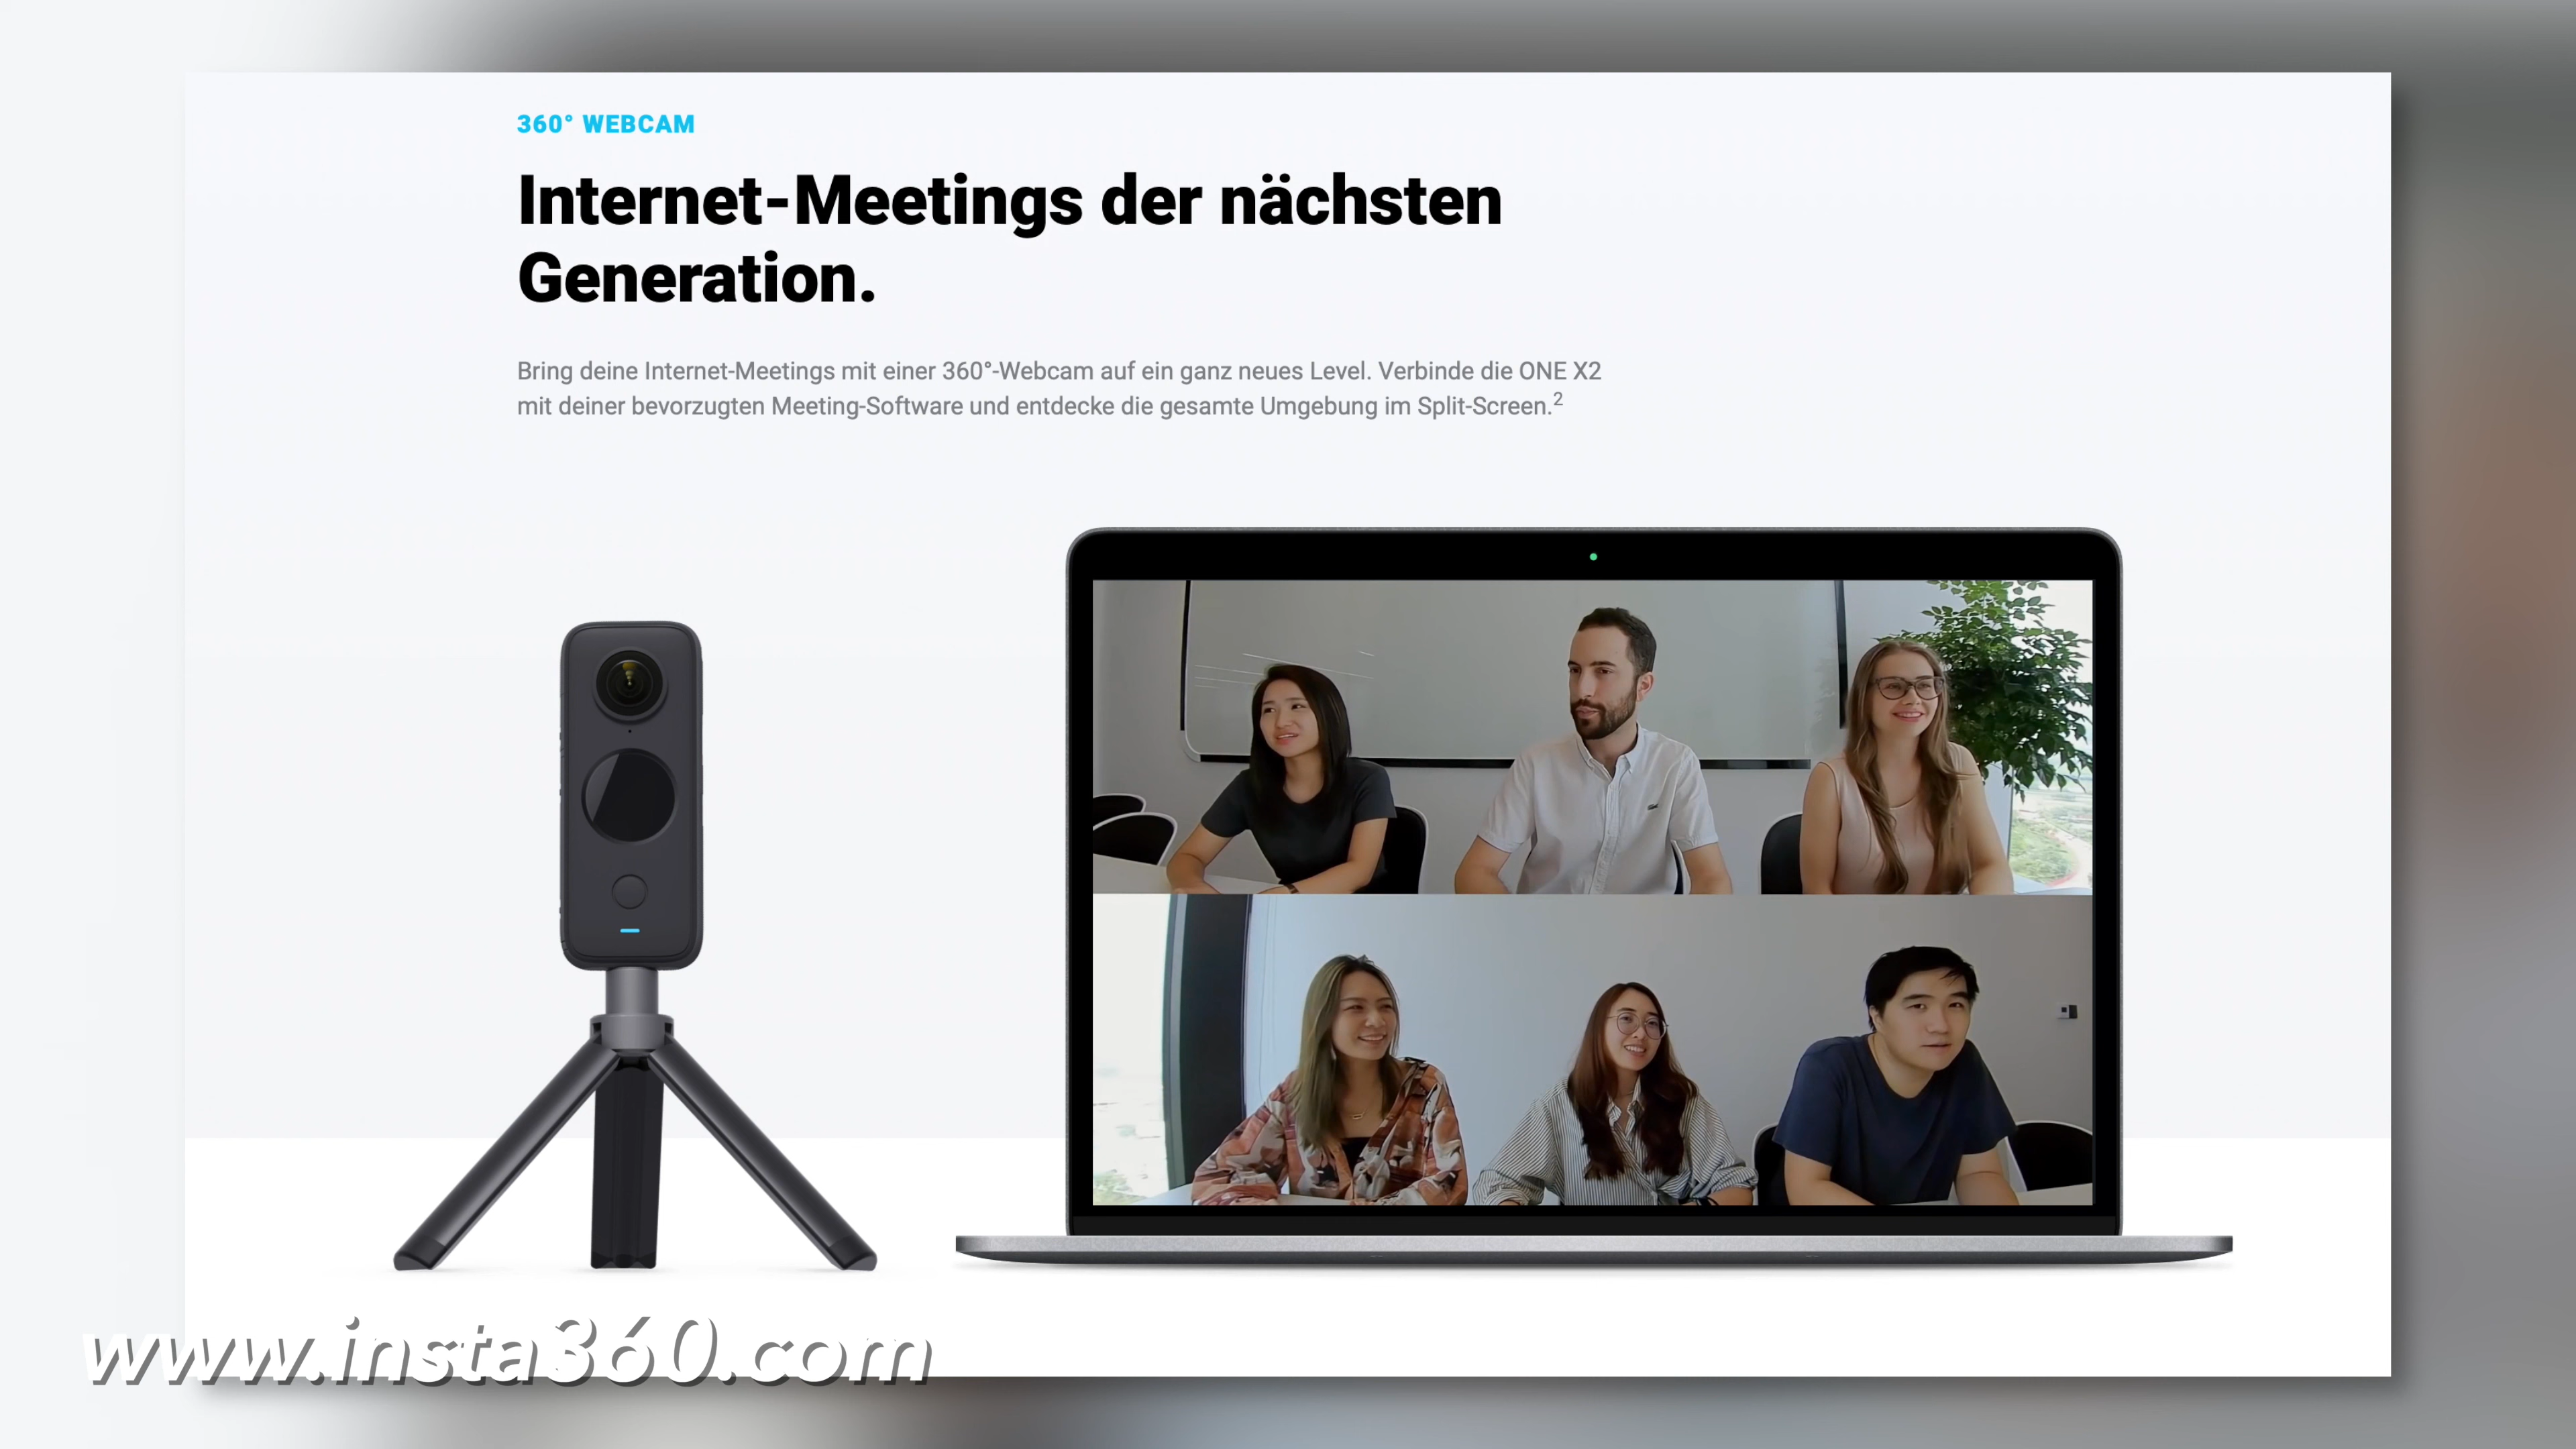 360° WEBCAM
Internet-Meetings der nächsten
Generation.
Bring deine Internet-Meetings mit einer 360°-Webcam auf ein ganz neues Level. Verbinde die ONE X2
mit deiner bevorzugten Meeting-Software und entdecke die gesamte Umgebung im Split-Screen.²
www.insta360.com